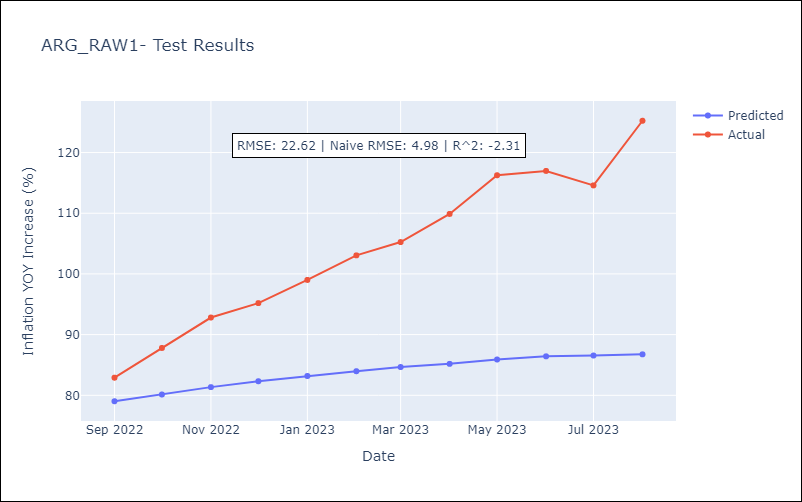 ARG_RAW1- Test Results
Predicted
Actual
RMSE: 22.62 | Naive RMSE: 4.98 | R^2: -2.31
Inflation YOY Increase (%)
120
110
100
90
80
Sep 2022 Nov 2022 Jan 2023 Mar 2023 May 2023 Jul 2023
Date